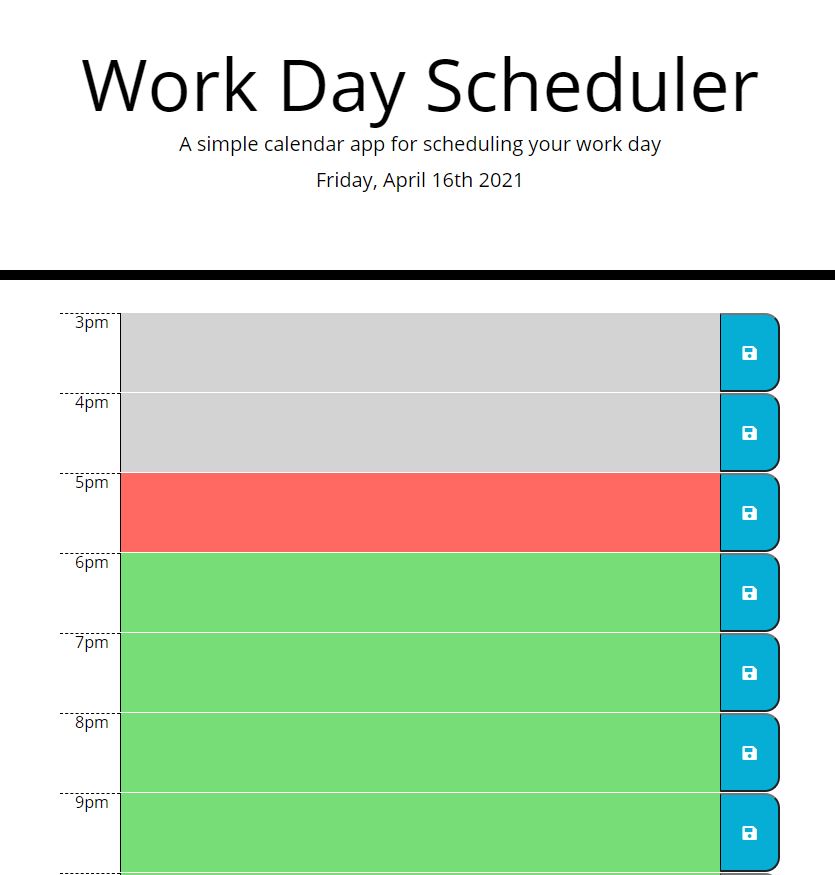 Work Day Scheduler
A simple calendar app for scheduling your work day
Friday, April 16th 2021
3pm
4pm
5pm
6pm
7pm
8pm
9pm